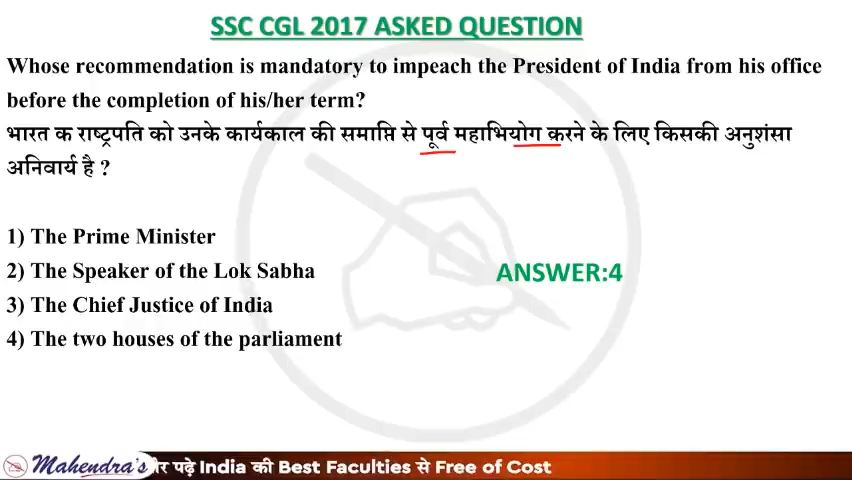 SSC CGL 2017 ASKED QUESTION
Whose recommendation is mandatory to impeach the President of India from his office
before the completion of his/her term?
भारत क राष्ट्रपति को उनके कार्यकाल की समाप्ति से पूर्व महाभियोग करने के लिए किसकी अनुशंसा
अनिवार्य है ?
1) The Prime Minister
2) The Speaker of the Lok Sabha
ANSWER:4
3) The Chief Justice of India
4) The two houses of the parliament
Mahendra's पढ़े India की Best Faculties से Free of Cost